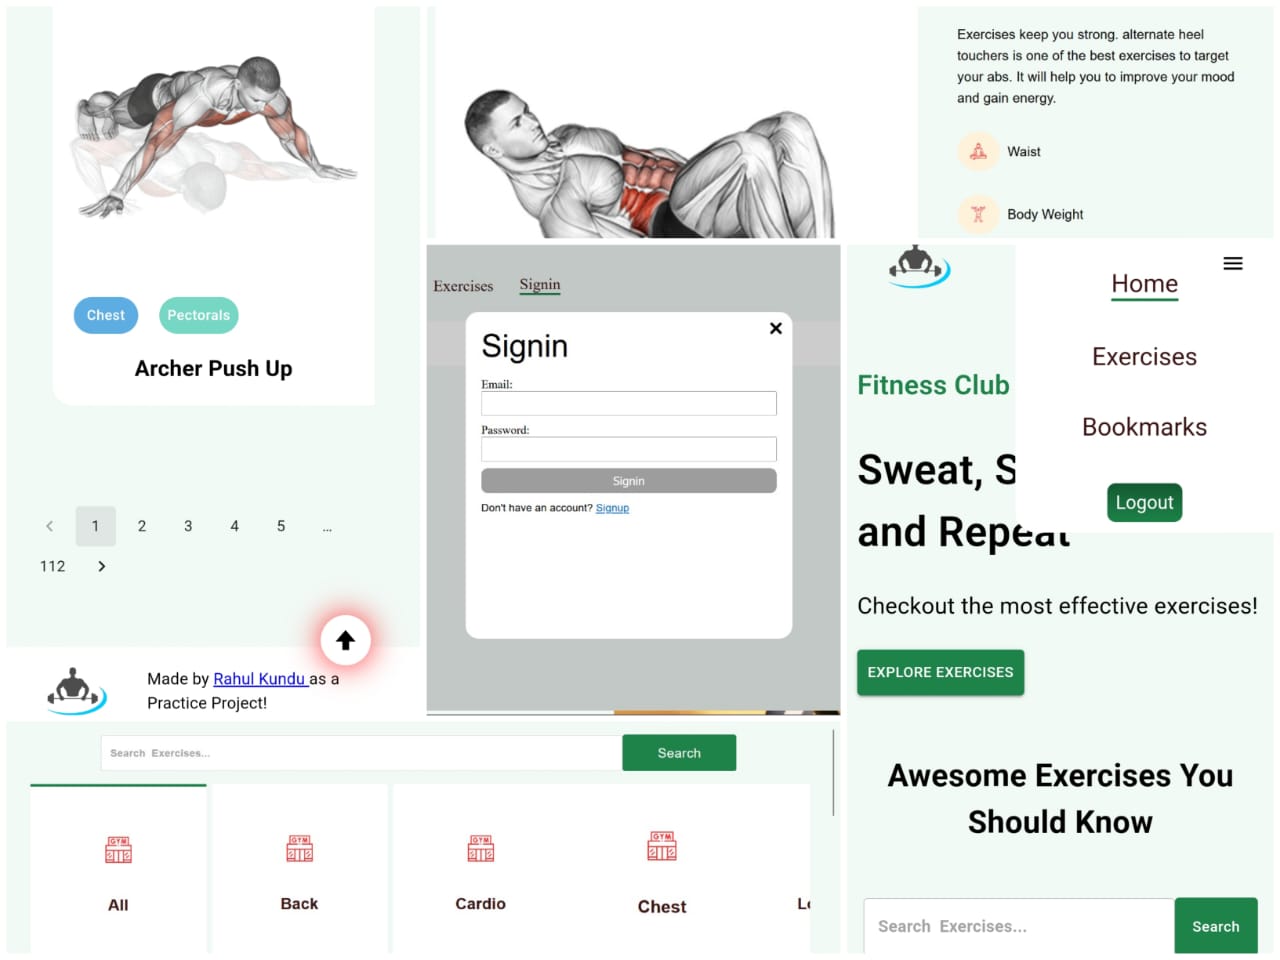 Chest
Pectorals
Archer Push Up
1
2
3
4
5
...
112
Made by Rahul Kundu as a
Practice Project!
Exercises keep you strong. alternate heel
touchers is one of the best exercises to target
your abs. It will help you to improve your mood
and gain energy.
Waist
Body Weight
Exercises
Signin
Signin
Email:
Password:
Signin
Don't have an account? Signup
Home
Exercises
Bookmarks
Logout
Fitness Club
Sweat, S
and Repeat
Checkout the most effective exercises!
EXPLORE EXERCISES
Awesome Exercises You
Should Know
Search Exercises...
Search
Search Exercises...
Search
GYM
All
GYM
Back
GYM
Cardio
GYM
Chest